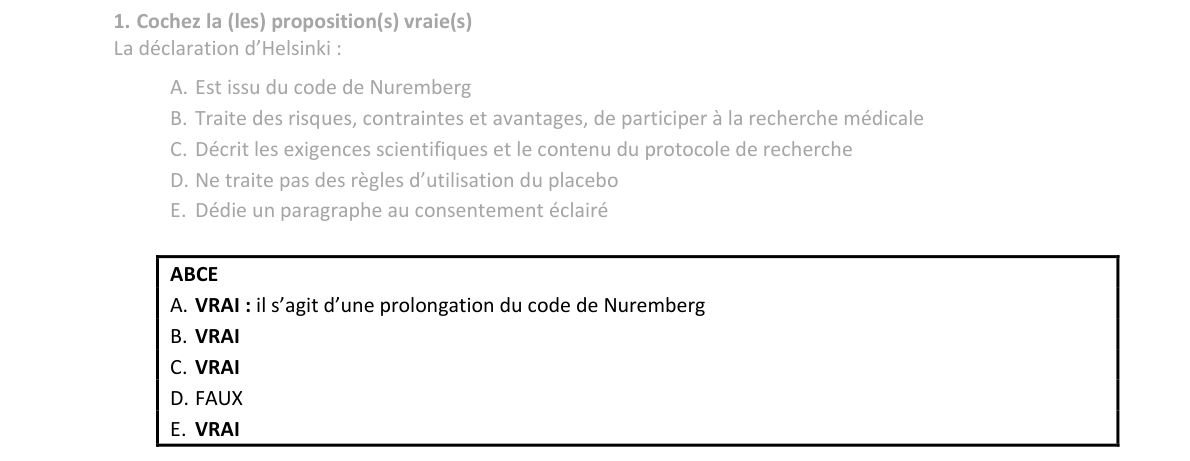 1. Cochez la (les) proposition(s) vraie(s)
La déclaration d’Helsinki :
A. Est issu du code de Nuremberg
B. Traite des risques, contraintes et avantages, de participer à la recherche médicale
C. Décrit les exigences scientifiques et le contenu du protocole de recherche
D. Ne traite pas des règles d’utilisation du placebo
E. Dédie un paragraphe au consentement éclairé
ABCE
A. VRAI : il s’agit d’une prolongation du code de Nuremberg
B. VRAI
C. VRAI
D. FAUX
E. VRAI